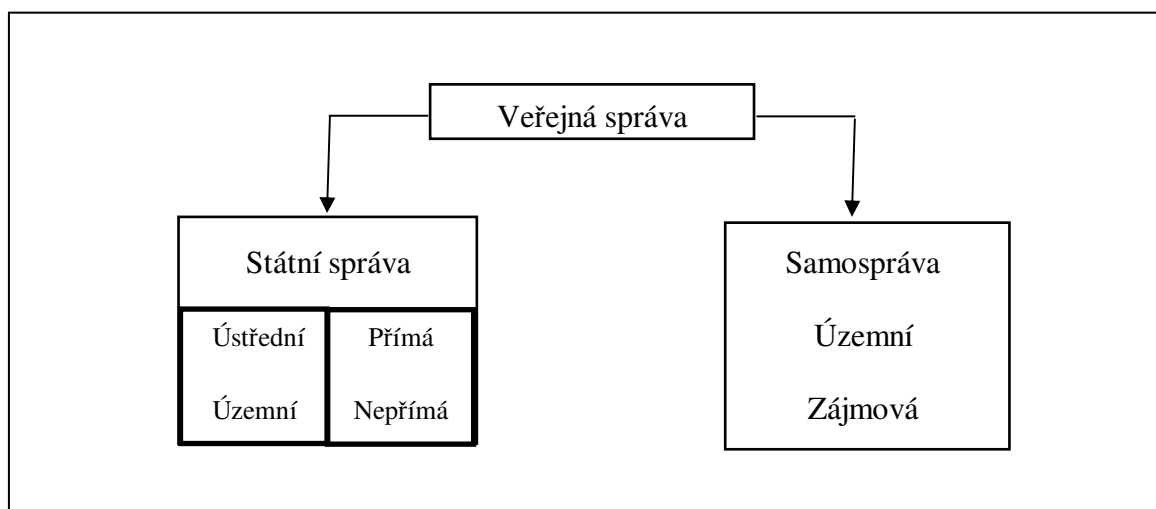 Veřejná správa
Státní správa
Ústřední
Přímá
Územní
Nepřímá
Samospráva
Územní
Zájmová